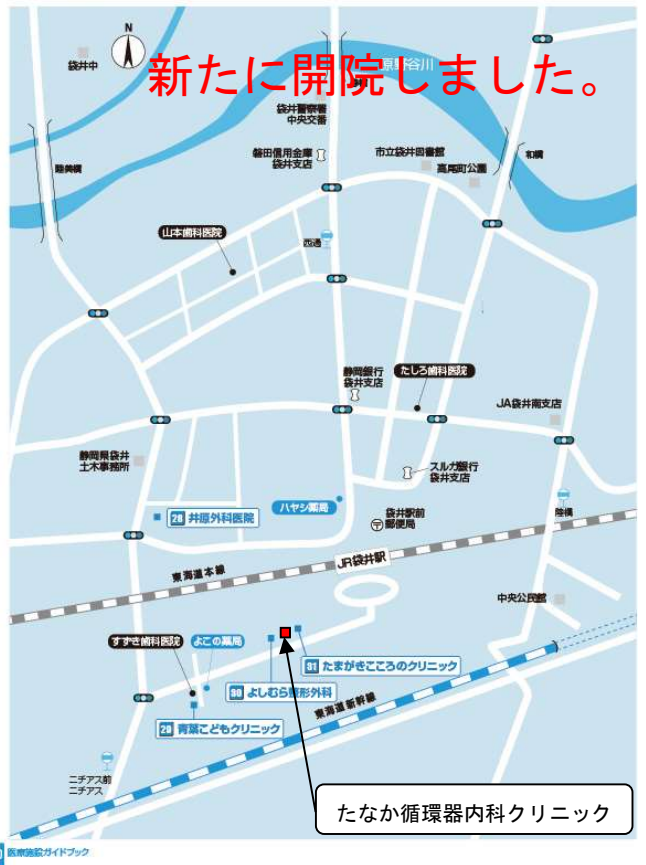 N
袋井中
新たに開院しました。
原野谷川
袋井警察署
中央交番
磐田信用金庫
袋井支店
市立袋井図書館
高尾町公園
和橋
睦美橋
山本歯科医院
静岡銀行
袋井支店
たしろ歯科医院
JA袋井南支店
静岡県袋井
土木事務所
スルガ銀行
袋井支店
ハヤシ薬局
28 井原外科医院
袋井駅前
郵便局
陸橋
JR袋井駅
東海道本線
中央公民館
すずき歯科医院
よこの薬局
31 たまがきこころのクリニック
30 よしむら整形外科
29 青葉こどもクリニック
東海道新幹線
ニチアス前
ニチアス
たなか循環器内科クリニック
医療施設ガイドブック